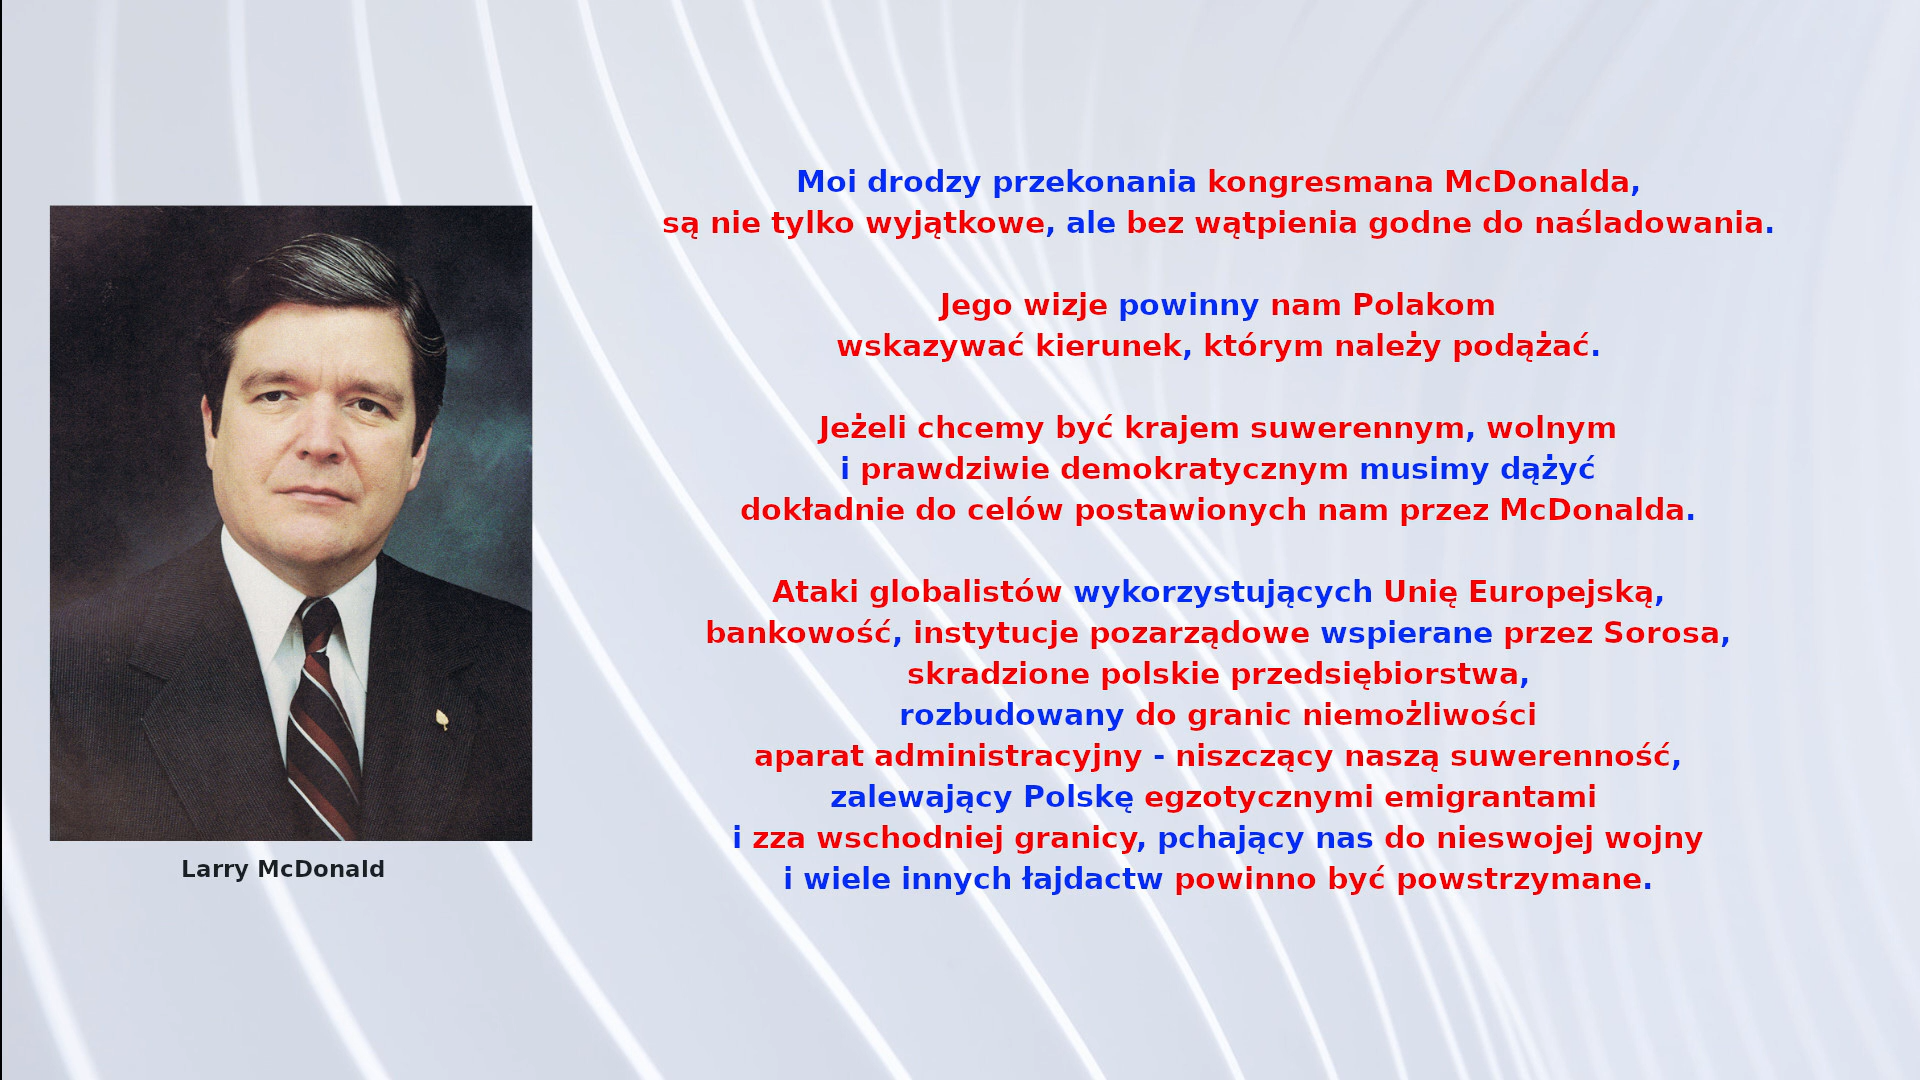 Moi drodzy przekonania kongresmana McDonalda,
są nie tylko wyjątkowe, ale bez wątpienia godne do naśladowania.
Jego wizje powinny nam Polakom
wskazywać kierunek, którym należy podążać.
Jeżeli chcemy być krajem suwerennym, wolnym
i prawdziwie demokratycznym musimy dążyć
dokładnie do celów postawionych nam przez McDonalda.
Ataki globalistów wykorzystujących Unię Europejską,
bankowość, instytucje pozarządowe wspierane przez Sorosa,
skradzione polskie przedsiębiorstwa,
rozbudowany do granic niemożliwości
aparat administracyjny - niszczący naszą suwerenność,
zalewający Polskę egzotycznymi emigrantami
i zza wschodniej granicy, pchający nas do nieswojej wojny
i wiele innych łajdactw powinno być powstrzymane.
Larry McDonald